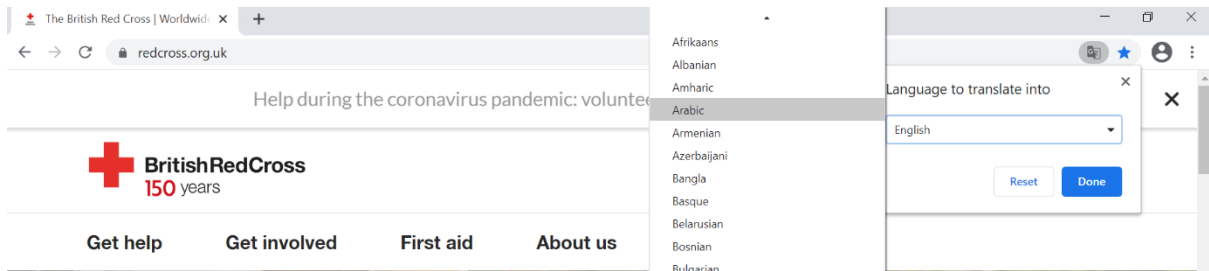 The British Red Cross | Worldwid
redcross.org.uk
Help during the coronavirus pandemic: voluntee
BritishRedCross
150 years
Get help Get involved First aid About us
Afrikaans
Albanian
Amharic
Arabic
Armenian
Azerbaijani
Bangla
Basque
Belarusian
Bosnian
Bulgarian
Language to translate into
English
Reset Done